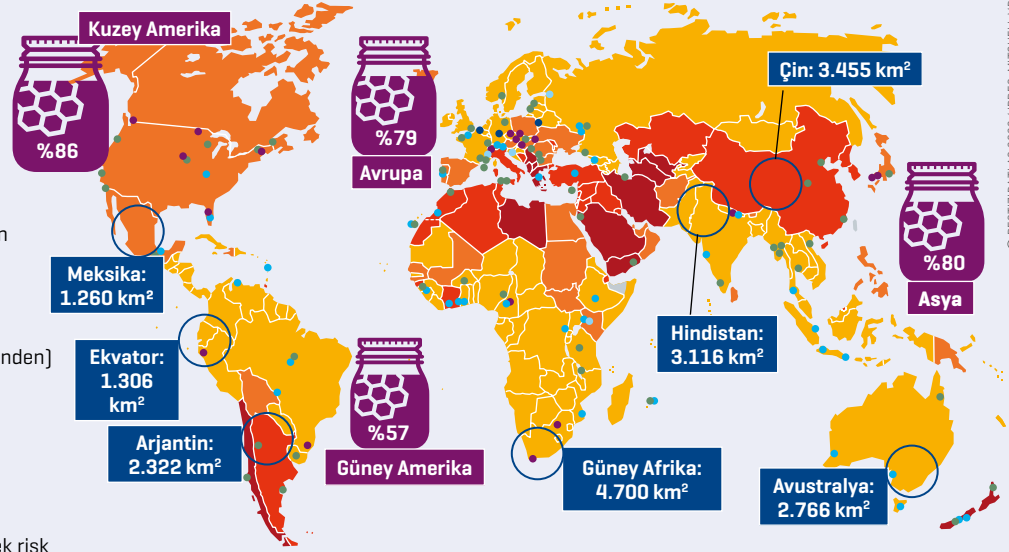 Kuzey Amerika
%86
%79
Avrupa
Çin: 3.455 km²
%80
Asya
n
Meksika:
1.260 km²
Ekvator:
1.306
km²
nden)
Hindistan:
3.116 km²
%57
Güney Amerika
Arjantin:
2.322 km²
Güney Afrika:
4.700 km²
Avustralya:
2.766 km²
ek risk